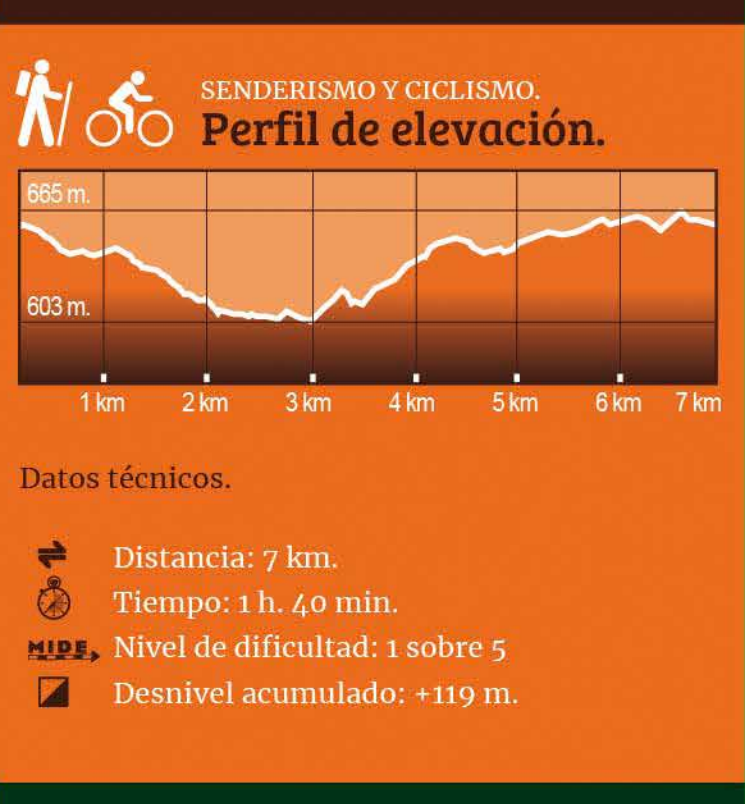 SENDERISMO Y CICLISMO.
Perfil de elevación.
665 m.
603 m.
1 km 2 km 3 km 4 km 5 km 6 km 7 km
Datos técnicos.
Distancia: 7 km.
Tiempo: 1 h. 40 min.
MIDE Nivel de dificultad: 1 sobre 5
Desnivel acumulado: +119 m.